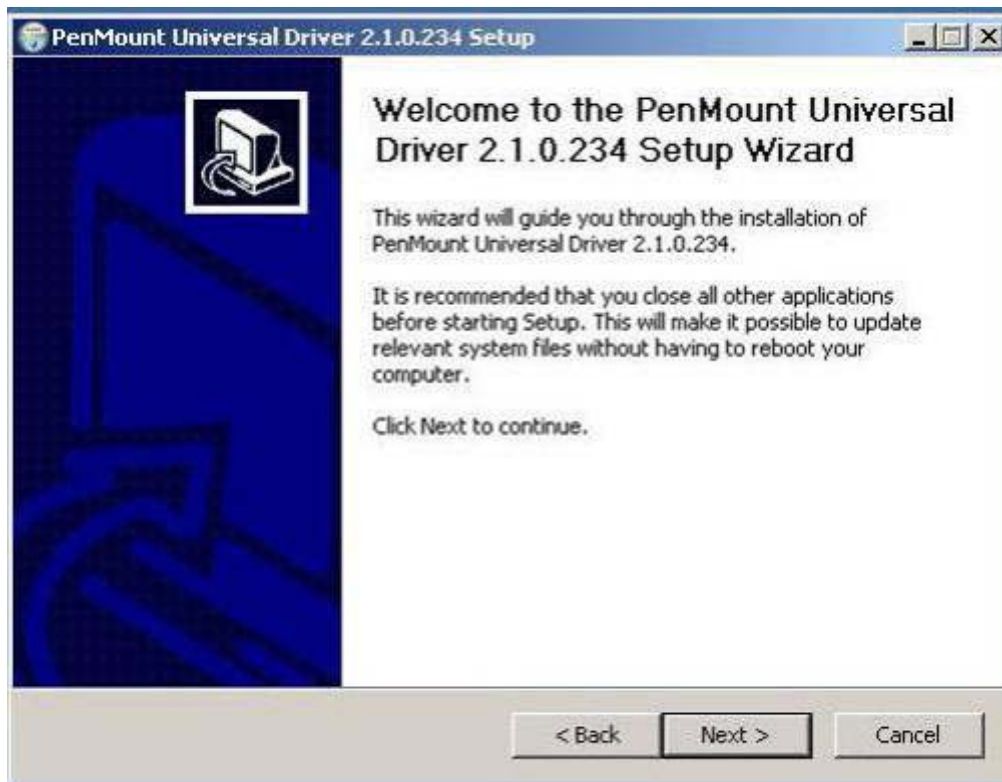 PenMount Universal Driver 2.1.0.234 Setup
Welcome to the PenMount Universal
Driver 2.1.0.234 Setup Wizard
This wizard will guide you through the installation of
PenMount Universal Driver 2.1.0.234.
It is recommended that you close all other applications
before starting Setup. This will make it possible to update
relevant system files without having to reboot your
computer.
Click Next to continue.
< Back
Next >
Cancel